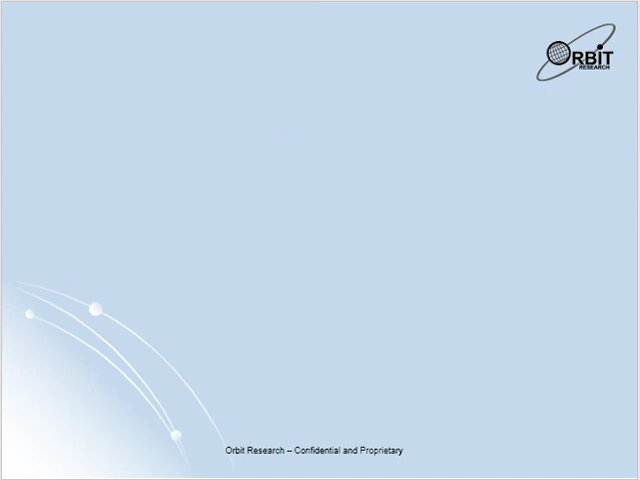 ORBIT
RESEARCH
Orbit Research – Confidential and Proprietary